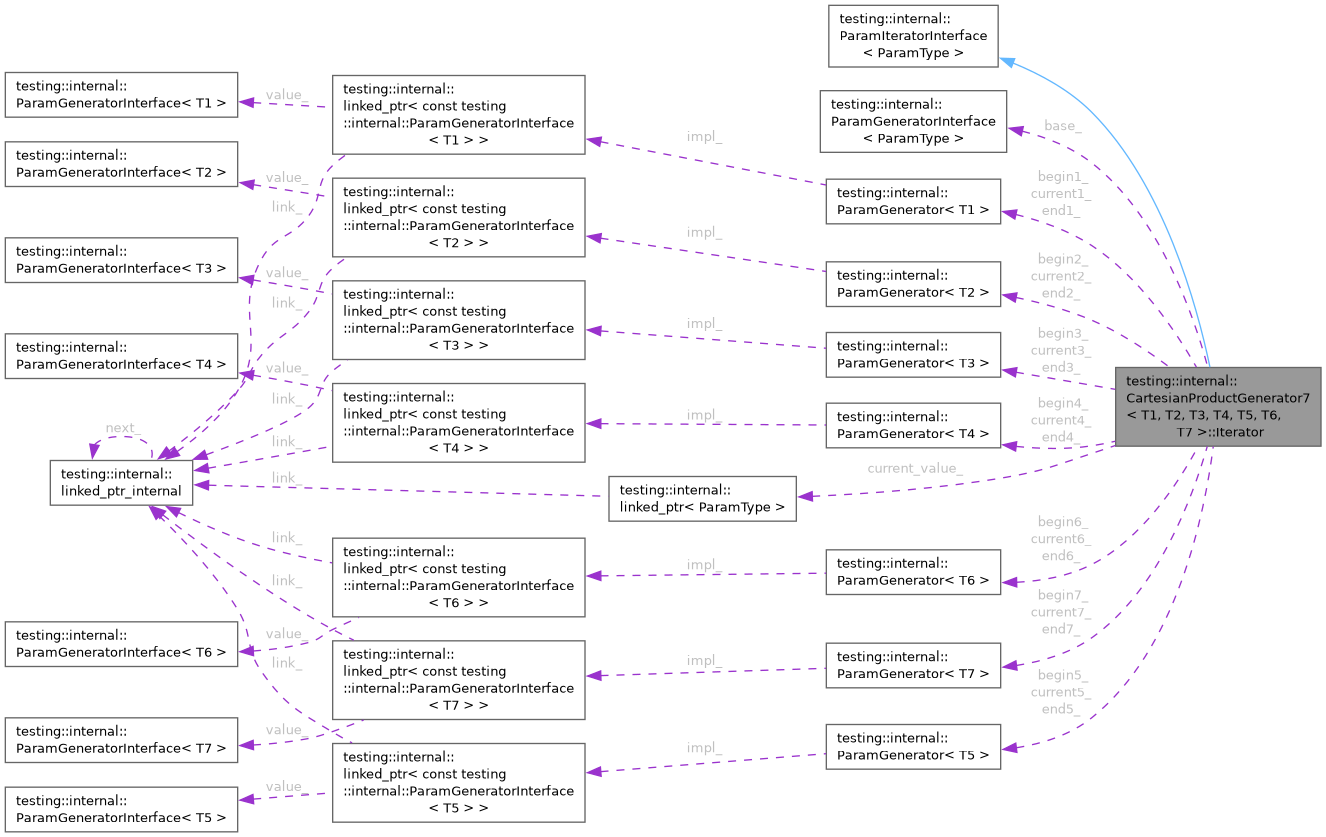 testing::internal::
ParamIteratorInterface
< ParamType >
testing::internal::
ParamGeneratorInterface
< ParamType >
base_
testing::internal::
ParamGeneratorInterface< T1 >
value_
testing::internal::
linked_ptr< const testing
::internal::ParamGeneratorInterface
< T1 > >
impl_
testing::internal::
ParamGenerator< T1 >
begin1_
current1_
end1_
testing::internal::
ParamGeneratorInterface< T2 >
value_
link_
testing::internal::
linked_ptr< const testing
::internal::ParamGeneratorInterface
< T2 > >
impl_
testing::internal::
ParamGenerator< T2 >
begin2_
current2_
end2_
testing::internal::
ParamGeneratorInterface< T3 >
value_
link_
testing::internal::
linked_ptr< const testing
::internal::ParamGeneratorInterface
< T3 > >
impl_
testing::internal::
ParamGenerator< T3 >
begin3_
current3_
end3_
testing::internal::
ParamGeneratorInterface< T4 >
value_
link_
testing::internal::
linked_ptr< const testing
::internal::ParamGeneratorInterface
< T4 > >
impl_
testing::internal::
ParamGenerator< T4 >
begin4_
current4_
end4_
testing::internal::
CartesianProductGenerator7
< T1, T2, T3, T4, T5, T6,
T7 >::Iterator
next_
link_
testing::internal::
linked_ptr_internal
link_
testing::internal::
linked_ptr< ParamType >
current_value_
link_
testing::internal::
linked_ptr< const testing
::internal::ParamGeneratorInterface
< T6 > >
impl_
testing::internal::
ParamGenerator< T6 >
begin6_
current6_
end6_
link_
testing::internal::
ParamGeneratorInterface< T6 >
value_
link_
testing::internal::
linked_ptr< const testing
::internal::ParamGeneratorInterface
< T7 > >
impl_
testing::internal::
ParamGenerator< T7 >
begin7_
current7_
end7_
testing::internal::
ParamGeneratorInterface< T7 >
value_
testing::internal::
linked_ptr< const testing
::internal::ParamGeneratorInterface
< T5 > >
impl_
testing::internal::
ParamGenerator< T5 >
begin5_
current5_
end5_
testing::internal::
ParamGeneratorInterface< T5 >
value_